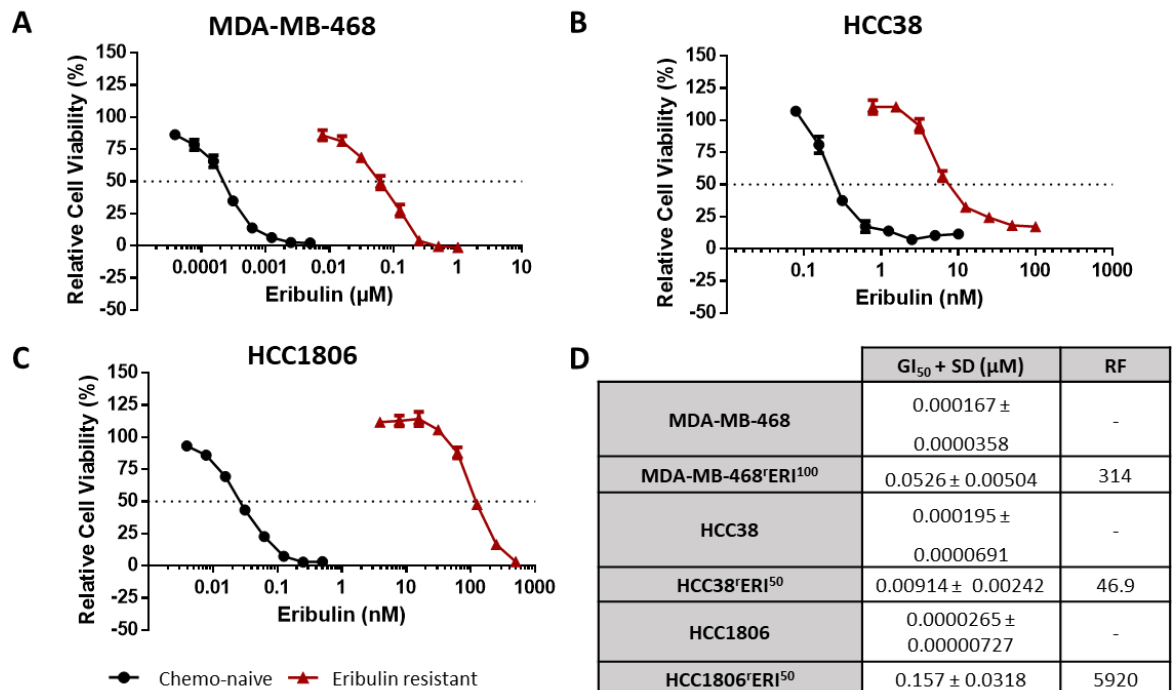 A
MDA-MB-468
150
125
100
75
50
25
0
-25
-50
Relative Cell Viability (%)
0.0001 0.001 0.01 0.1 1 10
Eribulin (µM)
B
HCC38
150
125
100
75
50
25
0
-25
-50
Relative Cell Viability (%)
0.1 1 10 100 1000
Eribulin (nM)
C
HCC1806
150
125
100
75
50
25
0
-25
-50
Relative Cell Viability (%)
0.01 0.1 1 10 100 1000
Eribulin (nM)
Chemo-naive Eribulin resistant
D
GI₅₀ + SD (µM) RF
MDA-MB-468 0.000167 ± -
0.0000358
MDA-MB-468ʳERI¹⁰⁰ 0.0526 ± 0.00504 314
HCC38 0.000195 ± -
0.0000691
HCC38ʳERI⁵⁰ 0.00914 ± 0.00242 46.9
HCC1806 0.0000265 ± -
0.00000727
HCC1806ʳERI⁵⁰ 0.157 ± 0.0318 5920